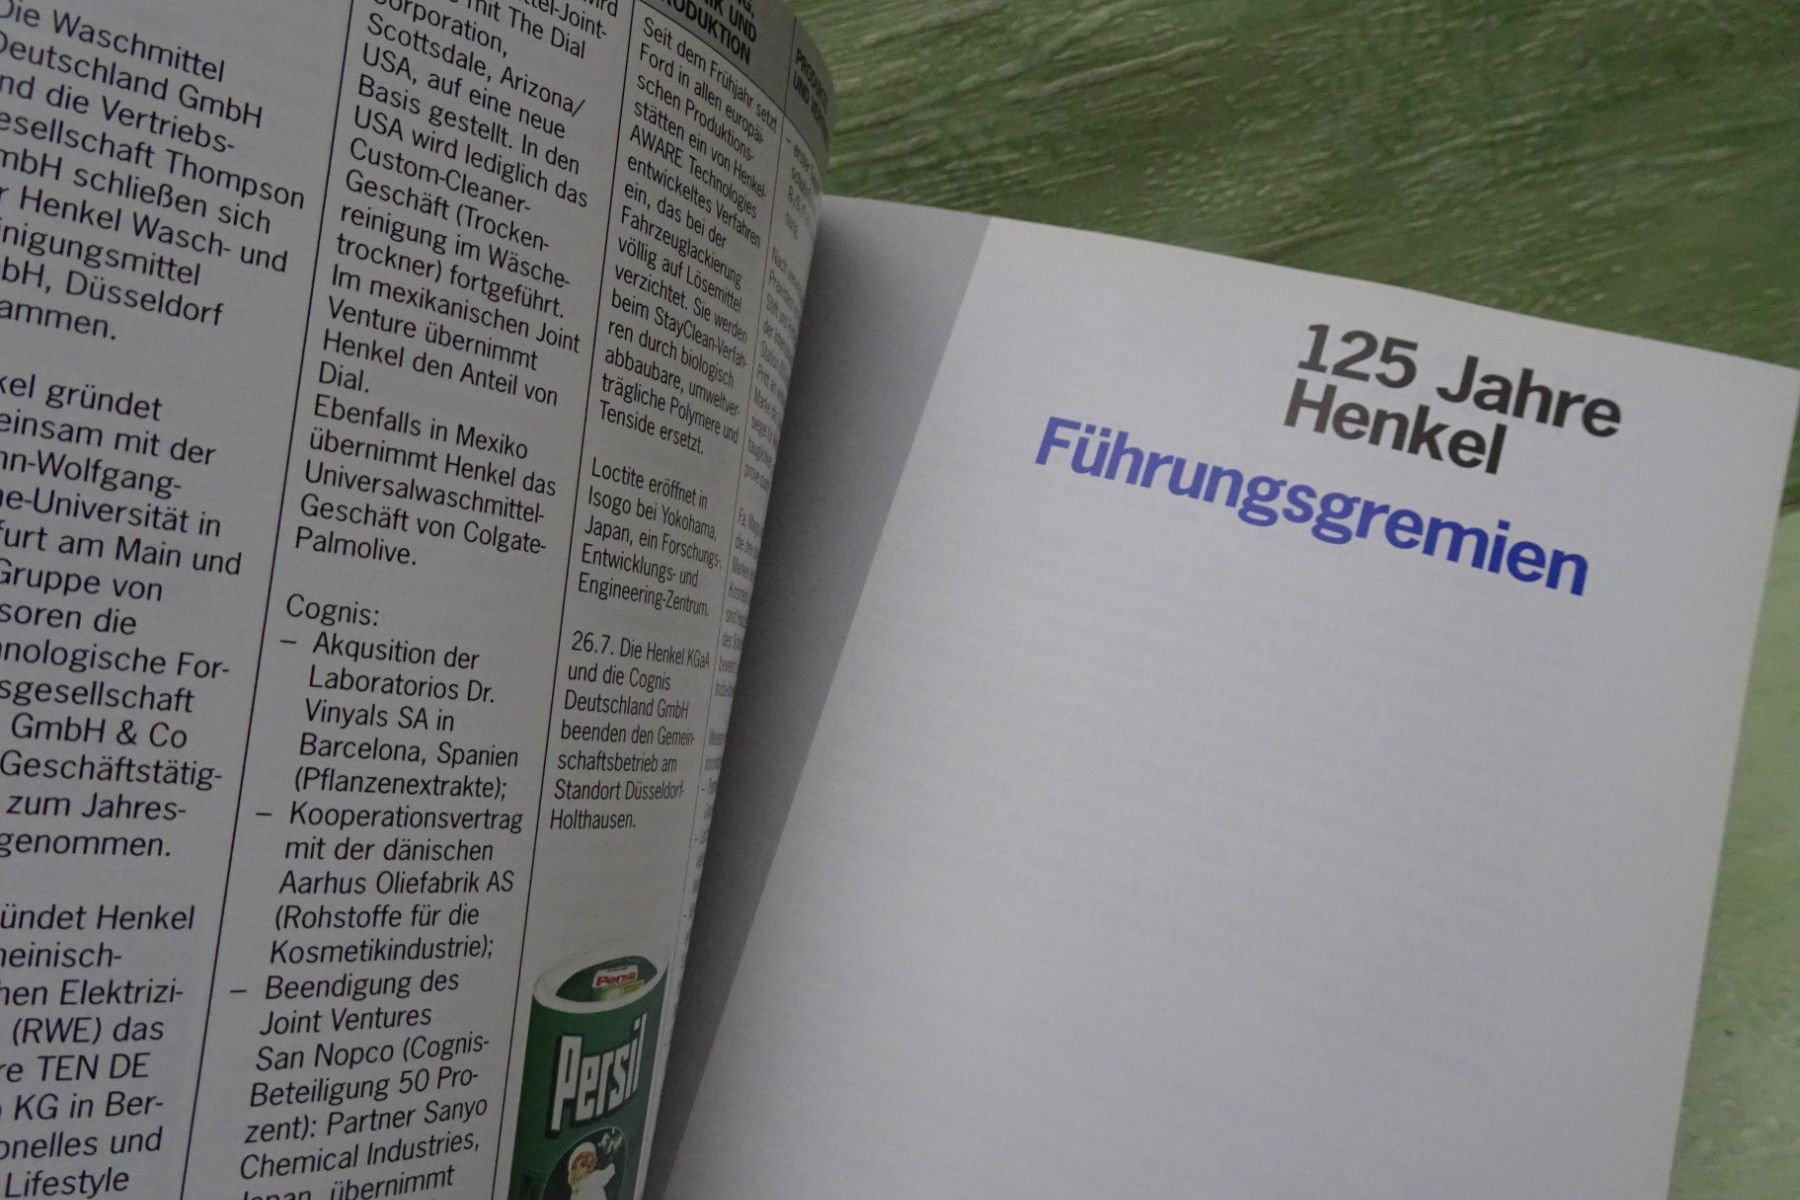 Die Waschmittel
Deutschland GmbH
nd die Vertriebs-
esellschaft Thompson
mbH schließen sich
r Henkel Wasch- und
inigungsmittel
bH, Düsseldorf
ammen.
kel gründet
einsam mit der
nn-Wolfgang-
he-Universität in
furt am Main und
Gruppe von
soren die
nologische For-
sgesellschaft
GmbH & Co
Geschäftstätig-
zum Jahres-
genommen.
ündet Henkel
heinisch-
hen Elektrizi-
(RWE) das
re TEN DE
KG in Ber-
onelles und
Lifestyle
mit The Dial
Corporation,
Scottsdale, Arizona/
USA, auf eine neue
Basis gestellt. In den
USA wird lediglich das
Custom-Cleaner-
Geschäft (Trocken-
reinigung im Wäsche-
trockner) fortgeführt.
Im mexikanischen Joint
Venture übernimmt
Henkel den Anteil von
Dial.
Ebenfalls in Mexiko
übernimmt Henkel das
Universalwaschmittel-
Geschäft von Colgate-
Palmolive.
Cognis:
– Akqusition der
Laboratorios Dr.
Vinyals SA in
Barcelona, Spanien
(Pflanzenextrakte);
– Kooperationsvertrag
mit der dänischen
Aarhus Oliefabrik AS
(Rohstoffe für die
Kosmetikindustrie);
– Beendigung des
Joint Ventures
San Nopco (Cognis-
Beteiligung 50 Pro-
zent): Partner Sanyo
Chemical Industries,
Japan, übernimmt
UND
PRODUKTION
Seit dem Frühjahr setzt
Ford in allen europäi-
schen Produktions-
stätten ein von Henkel-
AWARE Technologies
entwickeltes Verfahren
ein, das bei der
Fahrzeuglackierung
völlig auf Lösemittel
verzichtet. Sie werden
beim StayClean-Verfah-
ren durch biologisch
abbaubare, umweltver-
trägliche Polymere und
Tenside ersetzt.
Loctite eröffnet in
Isogo bei Yokohama,
Japan, ein Forschungs-,
Entwicklungs- und
Engineering-Zentrum.
26.7. Die Henkel KGaA
und die Cognis
Deutschland GmbH
beenden den Gemein-
schaftsbetrieb am
Standort Düsseldorf-
Holthausen.
Persil
Persil
125 Jahre
Henkel
Führungsgremien